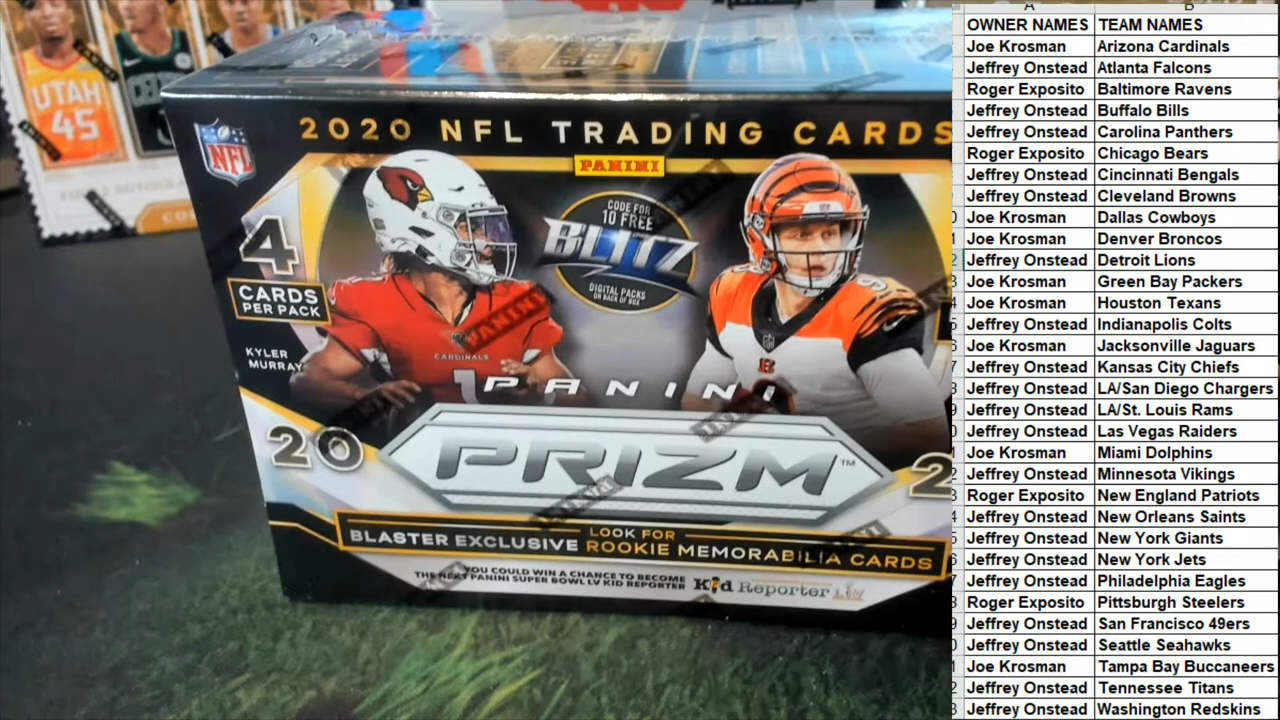 UTAH
45
2020 NFL TRADING CARDS
NFL
PANINI
4
CARDS
PER PACK
KYLER
MURRAY
CODE FOR
10 FREE
BLITZ
DIGITAL PACKS
ON BACK OF BOX
CARDINALS
1
PANINI
PRIZM™
20
2
LOOK FOR
BLASTER EXCLUSIVE ROOKIE MEMORABILIA CARDS
YOU COULD WIN A CHANCE TO BECOME
THE NEXT PANINI SUPER BOWL LV KID REPORTER
Kid Reporter LIV
A B
OWNER NAMES TEAM NAMES
Joe Krosman Arizona Cardinals
Jeffrey Onstead Atlanta Falcons
Roger Exposito Baltimore Ravens
Jeffrey Onstead Buffalo Bills
Jeffrey Onstead Carolina Panthers
Roger Exposito Chicago Bears
Jeffrey Onstead Cincinnati Bengals
Jeffrey Onstead Cleveland Browns
Joe Krosman Dallas Cowboys
Joe Krosman Denver Broncos
Jeffrey Onstead Detroit Lions
Joe Krosman Green Bay Packers
Joe Krosman Houston Texans
Jeffrey Onstead Indianapolis Colts
Joe Krosman Jacksonville Jaguars
Jeffrey Onstead Kansas City Chiefs
Jeffrey Onstead LA/San Diego Chargers
Jeffrey Onstead LA/St. Louis Rams
Jeffrey Onstead Las Vegas Raiders
Joe Krosman Miami Dolphins
Jeffrey Onstead Minnesota Vikings
Roger Exposito New England Patriots
Jeffrey Onstead New Orleans Saints
Jeffrey Onstead New York Giants
Jeffrey Onstead New York Jets
Jeffrey Onstead Philadelphia Eagles
Roger Exposito Pittsburgh Steelers
Jeffrey Onstead San Francisco 49ers
Jeffrey Onstead Seattle Seahawks
Joe Krosman Tampa Bay Buccaneers
Jeffrey Onstead Tennessee Titans
Jeffrey Onstead Washington Redskins